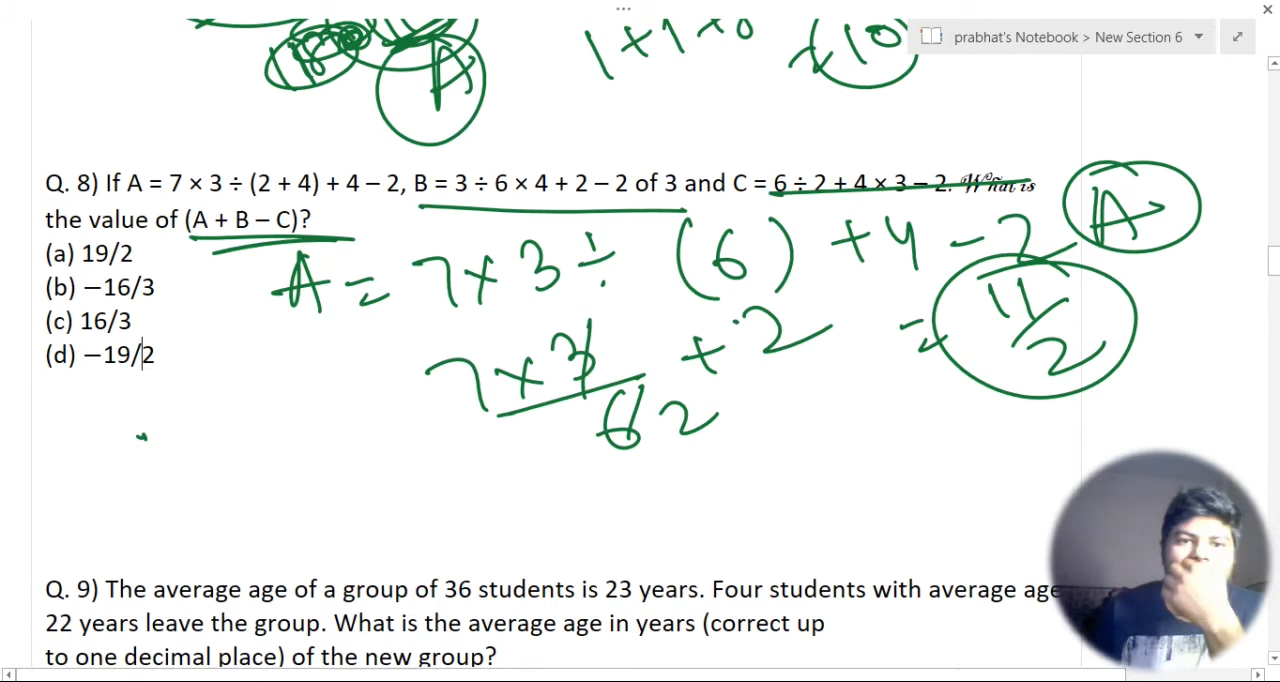 prabhat's Notebook > New Section 6
1 + 1 × 0
10
A
Q. 8) If A = 7 × 3 ÷ (2 + 4) + 4 − 2, B = 3 ÷ 6 × 4 + 2 − 2 of 3 and C = 6 ÷ 2 + 4 × 3 − 2. What is
the value of (A + B − C)?
A
(a) 19/2
(b) −16/3
(c) 16/3
(d) −19/2
A = 7 × 3 ÷ (6) + 4 − 2
7 × 3 / 6 2 + 2 = 11/2
Q. 9) The average age of a group of 36 students is 23 years. Four students with average age
22 years leave the group. What is the average age in years (correct up
to one decimal place) of the new group?